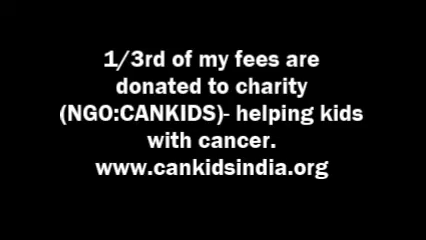 1/3rd of my fees are
donated to charity
(NGO:CANKIDS)- helping kids
with cancer.
www.cankidsindia.org